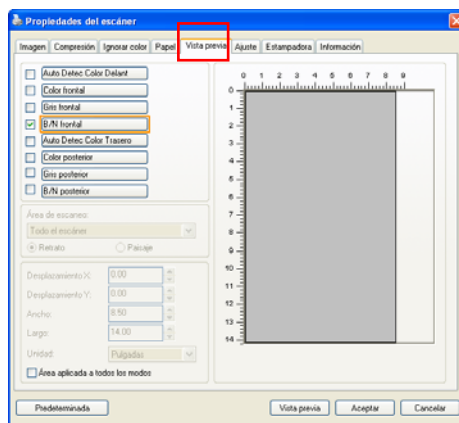 Propiedades del escáner
Imagen Compresión Ignorar color Papel Vista previa Ajuste Estampadora Información
Auto Detec Color Delant
Color frontal
Gris frontal
B/N frontal
Auto Detec Color Trasero
Color posterior
Gris posterior
B/N posterior
Área de escaneo:
Todo el escáner
Retrato Paisaje
Desplazamiento X: 0.00
Desplazamiento Y: 0.00
Ancho: 8.50
Largo: 14.00
Unidad: Pulgadas
Área aplicada a todos los modos
0 1 2 3 4 5 6 7 8 9
0
1
2
3
4
5
6
7
8
9
10
11
12
13
14
Predeterminada Vista previa Aceptar Cancelar